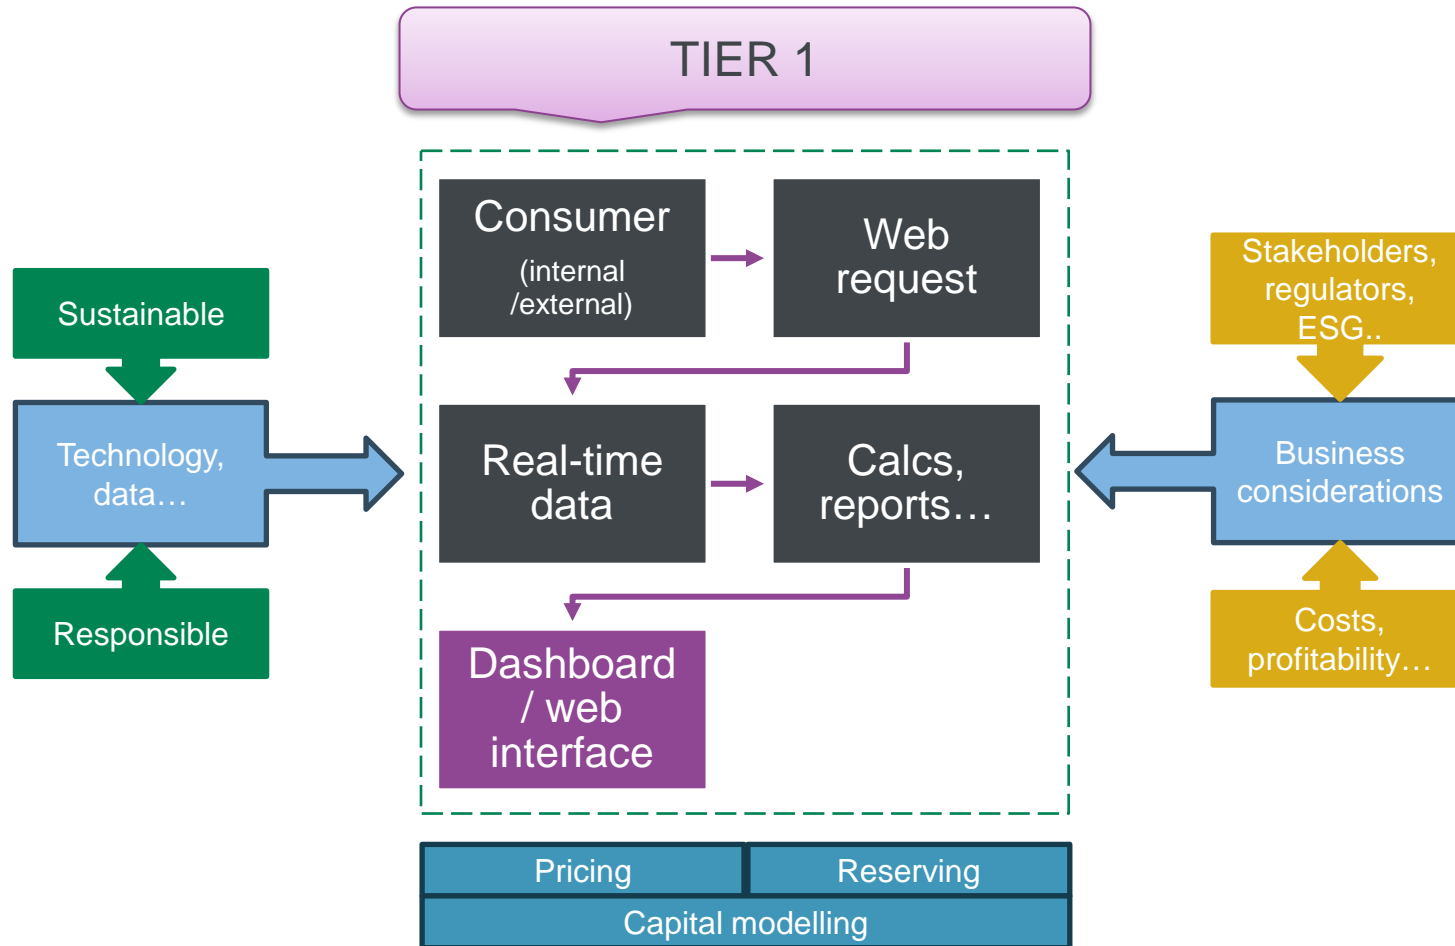 TIER 1
Consumer
(internal
/external)
Web
request
Real-time
data
Calcs,
reports…
Dashboard
/ web
interface
Sustainable
Technology,
data…
Responsible
Stakeholders,
regulators,
ESG..
Business
considerations
Costs,
profitability…
Pricing
Reserving
Capital modelling